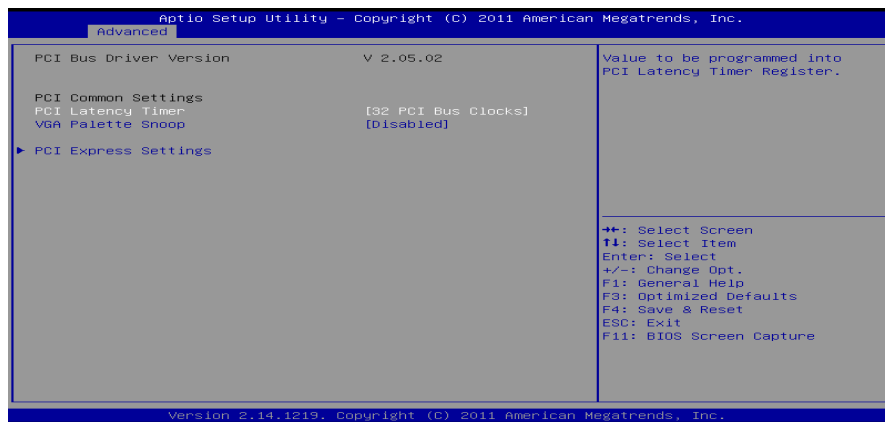 Aptio Setup Utility – Copyright (C) 2011 American Megatrends, Inc.
Advanced
PCI Bus Driver Version V 2.05.02
PCI Common Settings
PCI Latency Timer [32 PCI Bus Clocks]
VGA Palette Snoop [Disabled]
► PCI Express Settings
Value to be programmed into
PCI Latency Timer Register.
→←: Select Screen
↑↓: Select Item
Enter: Select
+/-: Change Opt.
F1: General Help
F3: Optimized Defaults
F4: Save & Reset
ESC: Exit
F11: BIOS Screen Capture
Version 2.14.1219. Copyright (C) 2011 American Megatrends, Inc.